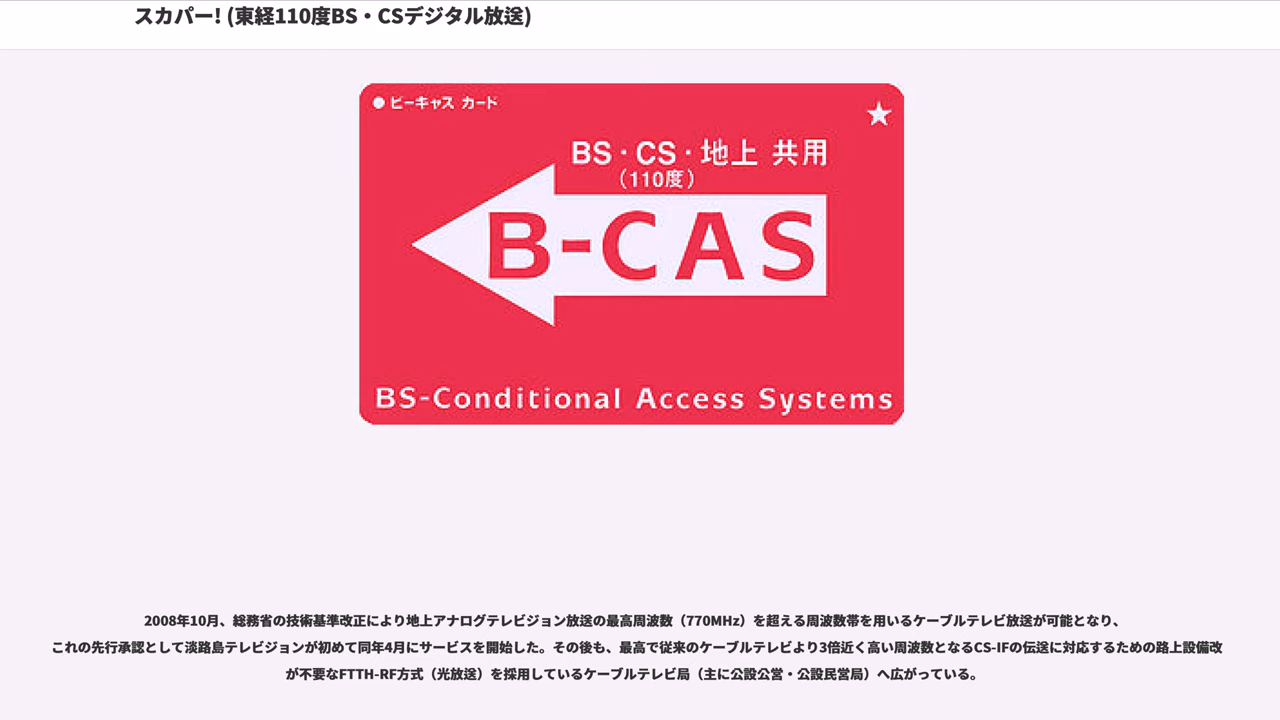 スカパー! (東経110度BS・CSデジタル放送)
●ビーキャス カード
★
BS・CS・地上 共用
(110度)
B-CAS
BS-Conditional Access Systems
2008年10月、総務省の技術基準改正により地上アナログテレビジョン放送の最高周波数（770MHz）を超える周波数帯を用いるケーブルテレビ放送が可能となり、
これの先行承認として淡路島テレビジョンが初めて同年4月にサービスを開始した。その後も、最高で従来のケーブルテレビより3倍近く高い周波数となるCS-IFの伝送に対応するための路上設備改
が不要なFTTH-RF方式（光放送）を採用しているケーブルテレビ局（主に公設公営・公設民営局）へ広がっている。